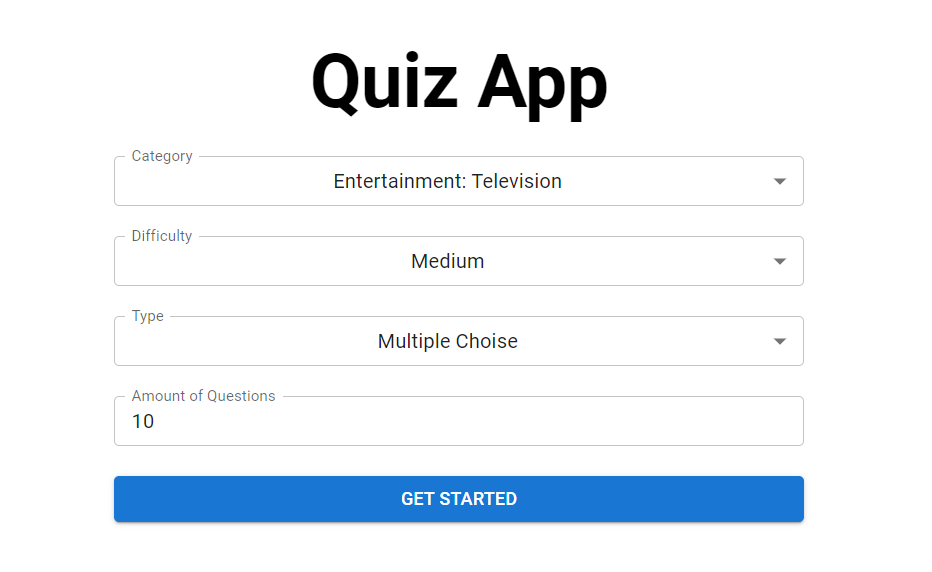 Quiz App
Category
Entertainment: Television
Difficulty
Medium
Type
Multiple Choise
Amount of Questions
10
GET STARTED